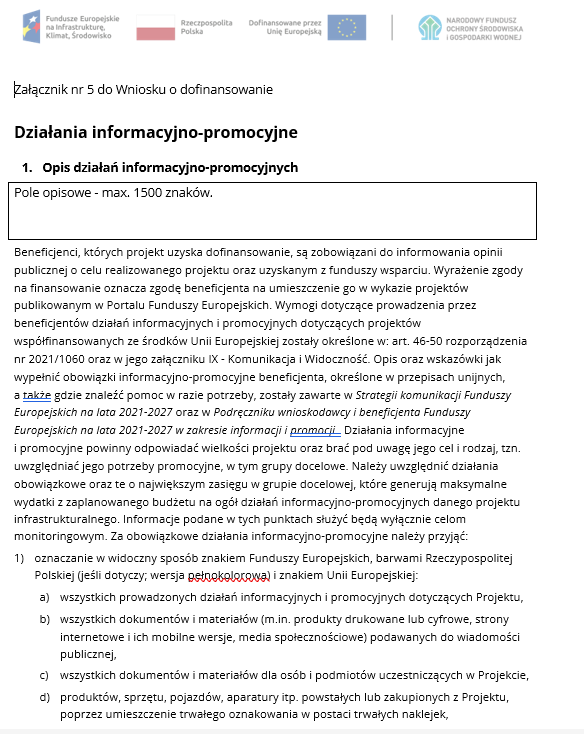 Fundusze Europejskie
na Infrastrukturę,
Klimat, Środowisko
Rzeczpospolita
Polska
Dofinansowane przez
Unię Europejską
NARODOWY FUNDUSZ
OCHRONY ŚRODOWISKA
I GOSPODARKI WODNEJ
Załącznik nr 5 do Wniosku o dofinansowanie
Działania informacyjno-promocyjne
1. Opis działań informacyjno-promocyjnych
Pole opisowe - max. 1500 znaków.
Beneficjenci, których projekt uzyska dofinansowanie, są zobowiązani do informowania opinii
publicznej o celu realizowanego projektu oraz uzyskanym z funduszy wsparciu. Wyrażenie zgody
na finansowanie oznacza zgodę beneficjenta na umieszczenie go w wykazie projektów
publikowanym w Portalu Funduszy Europejskich. Wymogi dotyczące prowadzenia przez
beneficjentów działań informacyjnych i promocyjnych dotyczących projektów
współfinansowanych ze środków Unii Europejskiej zostały określone w: art. 46-50 rozporządzenia
nr 2021/1060 oraz w jego załączniku IX - Komunikacja i Widoczność. Opis oraz wskazówki jak
wypełnić obowiązki informacyjno-promocyjne beneficjenta, określone w przepisach unijnych,
a także gdzie znaleźć pomoc w razie potrzeby, zostały zawarte w Strategii komunikacji Funduszy
Europejskich na lata 2021-2027 oraz w Podręczniku wnioskodawcy i beneficjenta Funduszy
Europejskich na lata 2021-2027 w zakresie informacji i promocji. Działania informacyjne
i promocyjne powinny odpowiadać wielkości projektu oraz brać pod uwagę jego cel i rodzaj, tzn.
uwzględniać jego potrzeby promocyjne, w tym grupy docelowe. Należy uwzględnić działania
obowiązkowe oraz te o największym zasięgu w grupie docelowej, które generują maksymalne
wydatki z zaplanowanego budżetu na ogół działań informacyjno-promocyjnych danego projektu
infrastrukturalnego. Informacje podane w tych punktach służyć będą wyłącznie celom
monitoringowym. Za obowiązkowe działania informacyjno-promocyjne należy przyjąć:
1) oznaczanie w widoczny sposób znakiem Funduszy Europejskich, barwami Rzeczypospolitej
Polskiej (jeśli dotyczy; wersja pełnokolorowa) i znakiem Unii Europejskiej:
a) wszystkich prowadzonych działań informacyjnych i promocyjnych dotyczących Projektu,
b) wszystkich dokumentów i materiałów (m.in. produkty drukowane lub cyfrowe, strony
internetowe i ich mobilne wersje, media społecznościowe) podawanych do wiadomości
publicznej,
c) wszystkich dokumentów i materiałów dla osób i podmiotów uczestniczących w Projekcie,
d) produktów, sprzętu, pojazdów, aparatury itp. powstałych lub zakupionych z Projektu,
poprzez umieszczenie trwałego oznakowania w postaci trwałych naklejek,